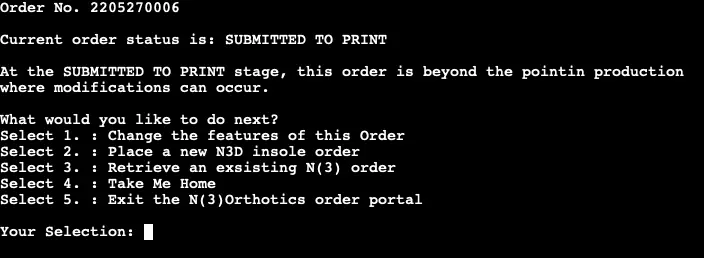 Order No. 2205270006
Current order status is: SUBMITTED TO PRINT
At the SUBMITTED TO PRINT stage, this order is beyond the pointin production
where modifications can occur.
What would you like to do next?
Select 1. : Change the features of this Order
Select 2. : Place a new N3D insole order
Select 3. : Retrieve an exsisting N(3) order
Select 4. : Take Me Home
Select 5. : Exit the N(3)Orthotics order portal
Your Selection: